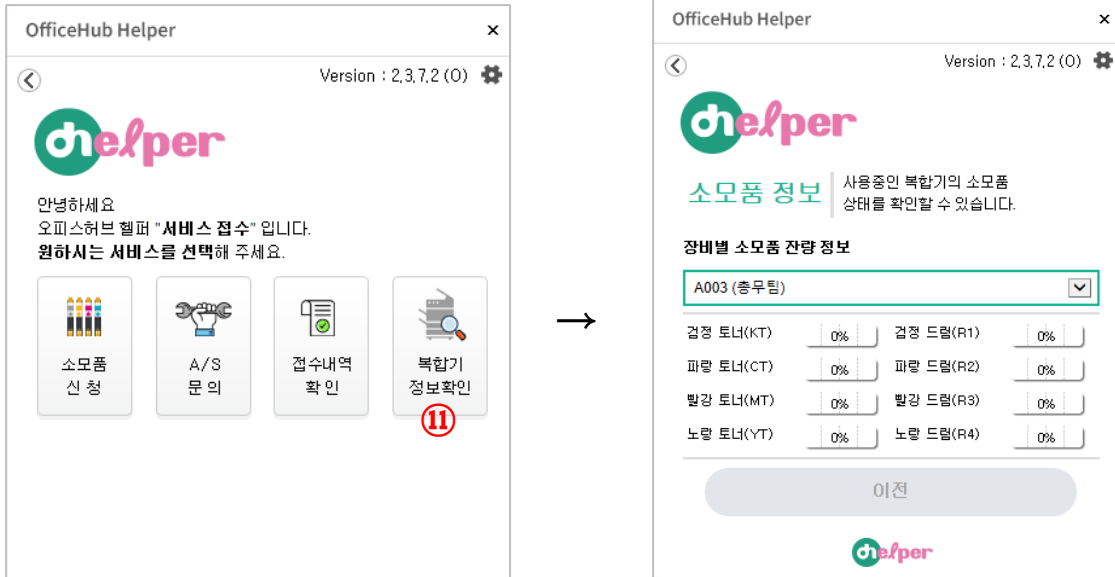 OfficeHub Helper ×
Version : 2,3,7,2 (O)
Ohelper
안녕하세요
오피스허브 헬퍼 "서비스 접수" 입니다.
원하시는 서비스를 선택해 주세요.
소모품
신 청
A/S
문 의
접수내역
확 인
복합기
정보확인
⑪
→
OfficeHub Helper ×
Version : 2,3,7,2 (O)
Ohelper
소모품 정보
사용중인 복합기의 소모품
상태를 확인할 수 있습니다.
장비별 소모품 잔량 정보
A003 (총무팀)
검정 토너(KT) 0% 검정 드럼(R1) 0%
파랑 토너(CT) 0% 파랑 드럼(R2) 0%
빨강 토너(MT) 0% 빨강 드럼(R3) 0%
노랑 토너(YT) 0% 노랑 드럼(R4) 0%
이전
Ohelper